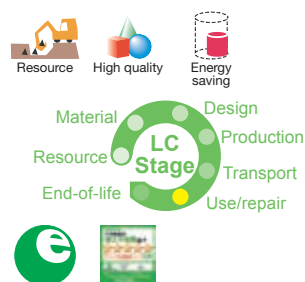 Resource
High quality
Energy
saving
Design
Material
Production
LC
Stage
Resource
Transport
End-of-life
Use/repair
e